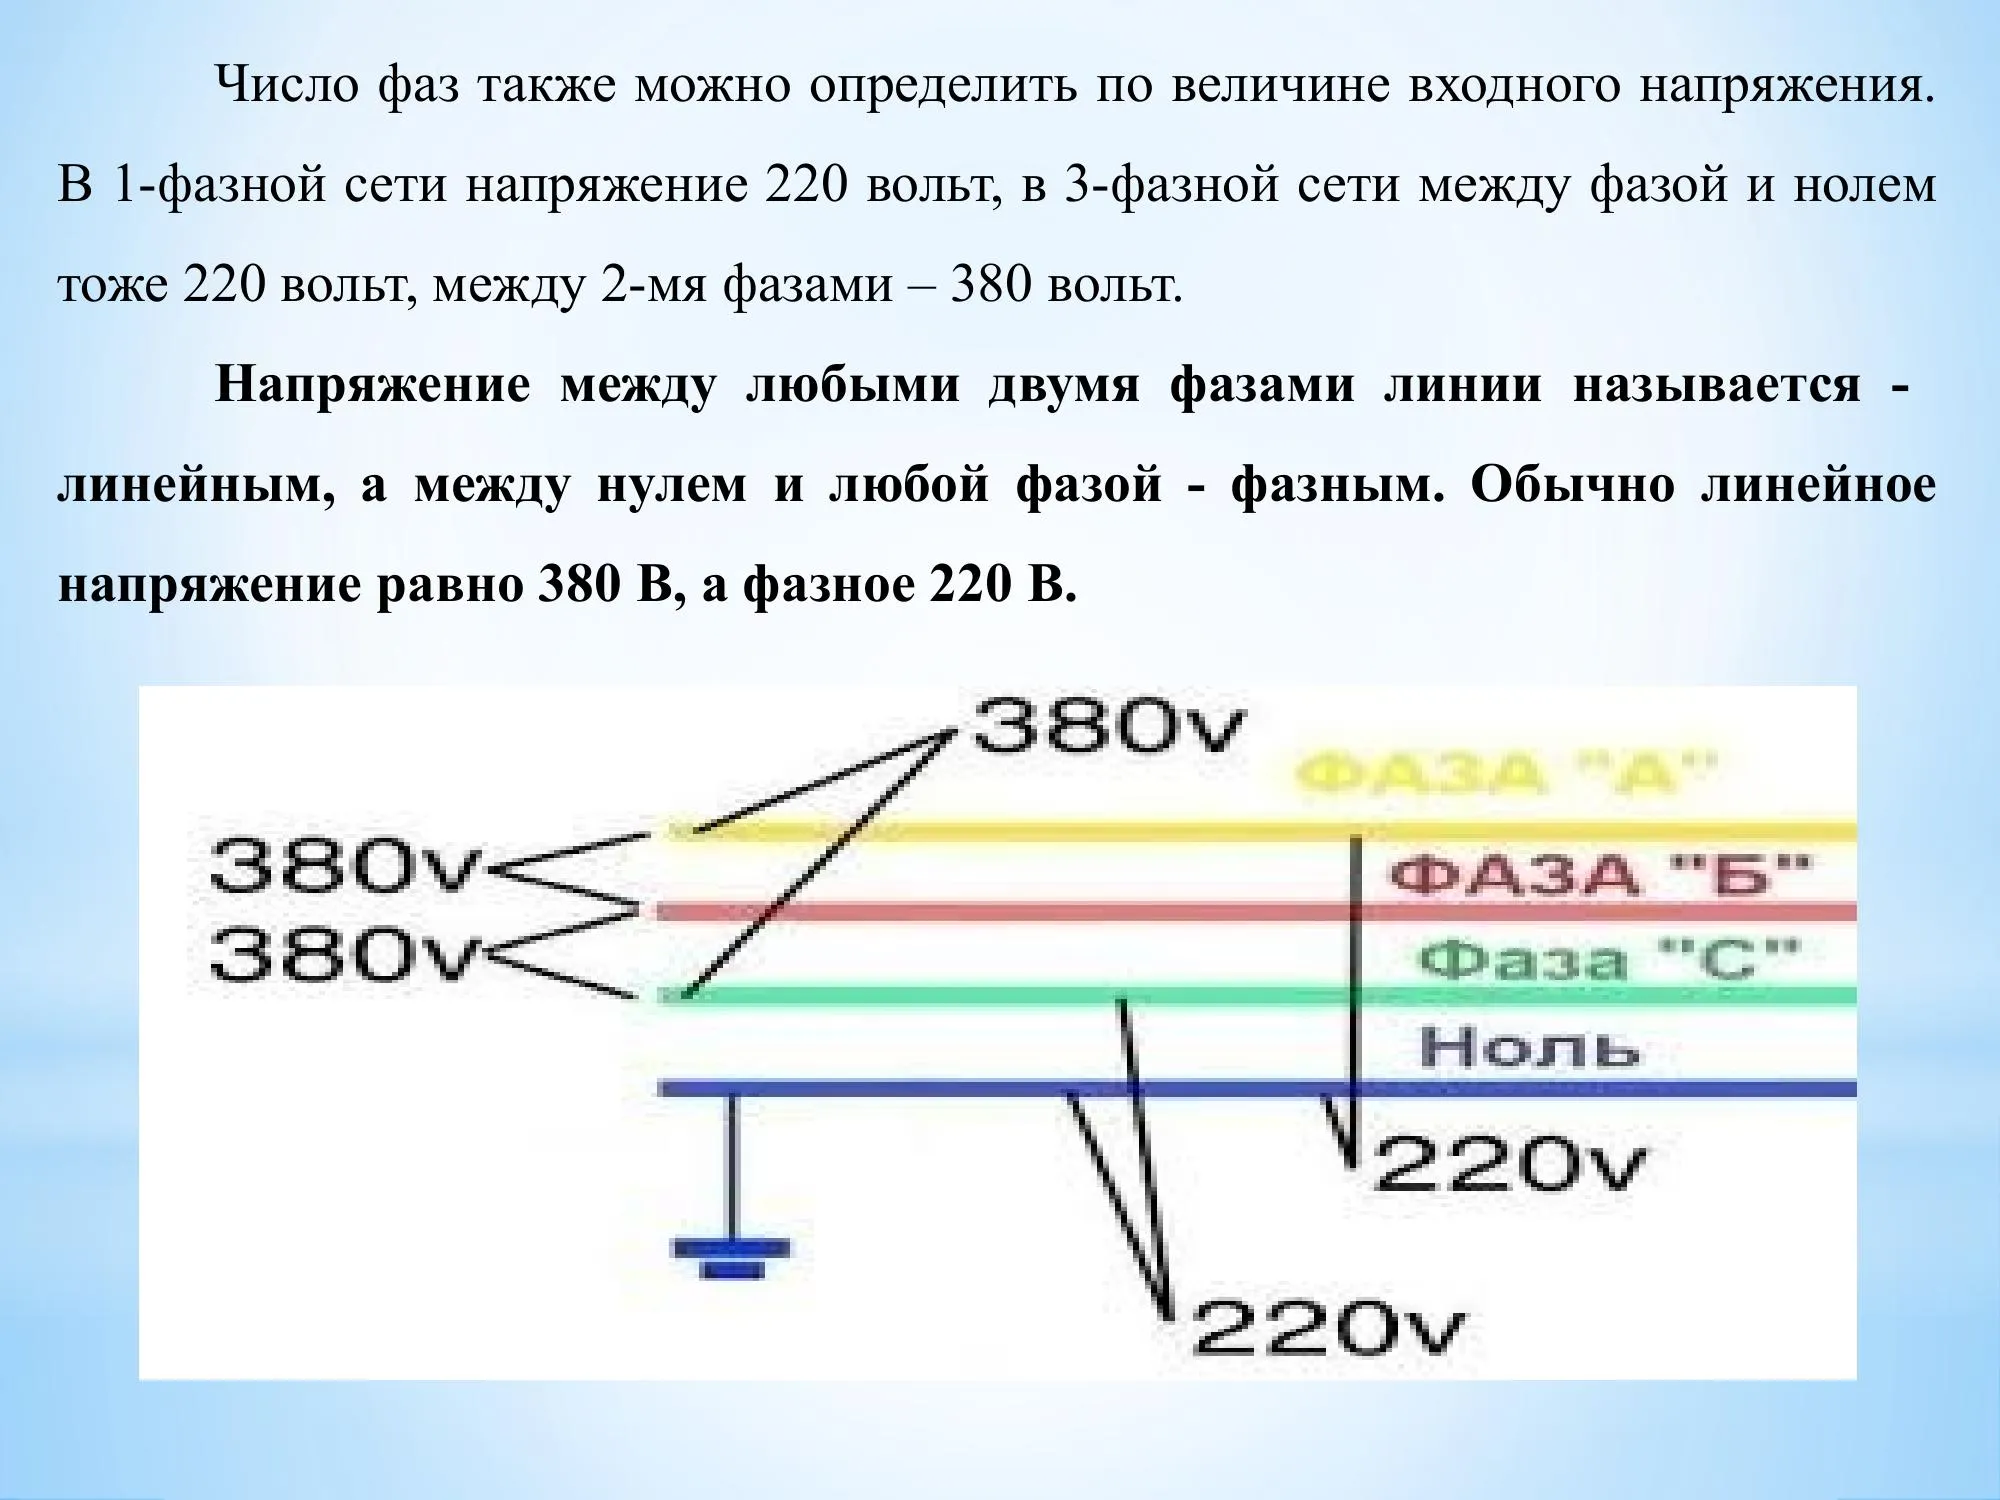 Число фаз также можно определить по величине входного напряжения.
В 1-фазной сети напряжение 220 вольт, в 3-фазной сети между фазой и нолем
тоже 220 вольт, между 2-мя фазами – 380 вольт.
Напряжение между любыми двумя фазами линии называется -
линейным, а между нулем и любой фазой - фазным. Обычно линейное
напряжение равно 380 В, а фазное 220 В.
380v
ФАЗА "А"
380v
ФАЗА "Б"
380v
Фаза "С"
Ноль
220v
220v